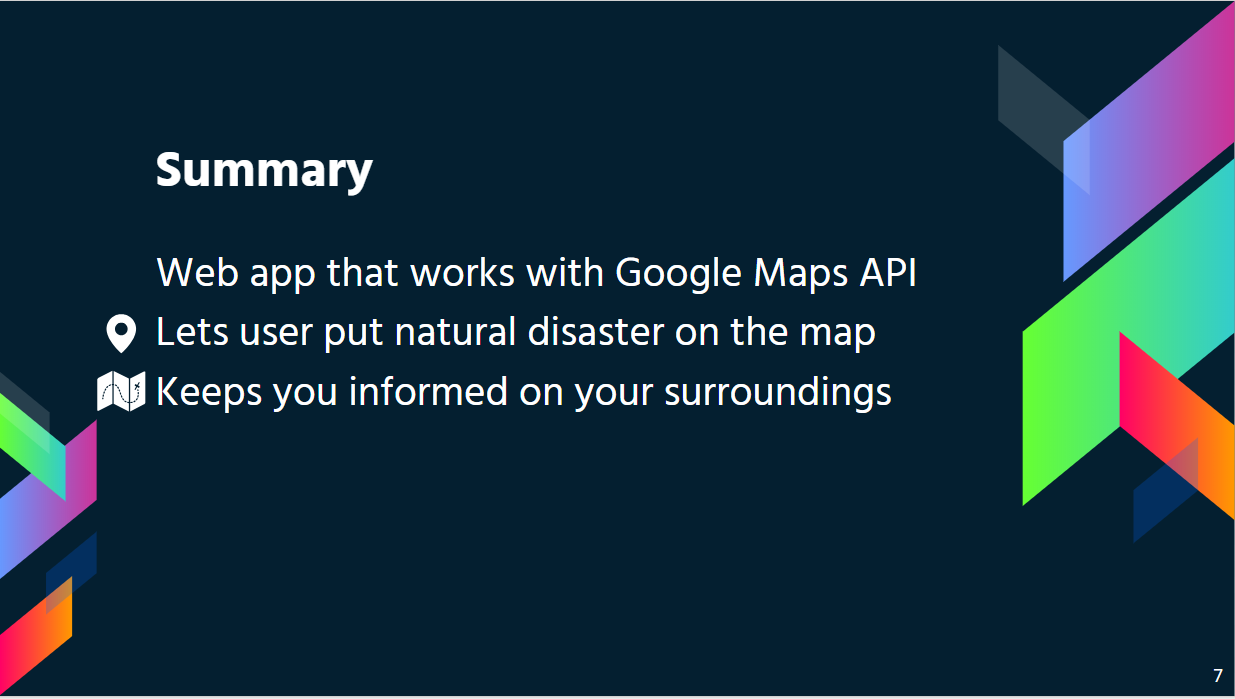 Summary
Web app that works with Google Maps API
Lets user put natural disaster on the map
Keeps you informed on your surroundings
7